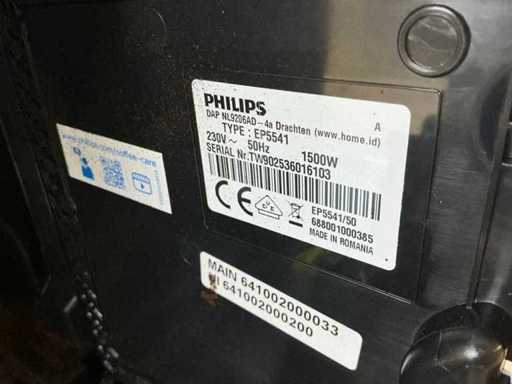 PHILIPS
A
DAP NL9206AD-4a Drachten (www.home.id)
TYPE : EP5541
230V ~ 50Hz 1500W
SERIAL Nr.TW902536016103
CE
EP5541/50
688001000385
MADE IN ROMANIA
www.philips.com/coffee-care
MAIN 641002000033
641002000200